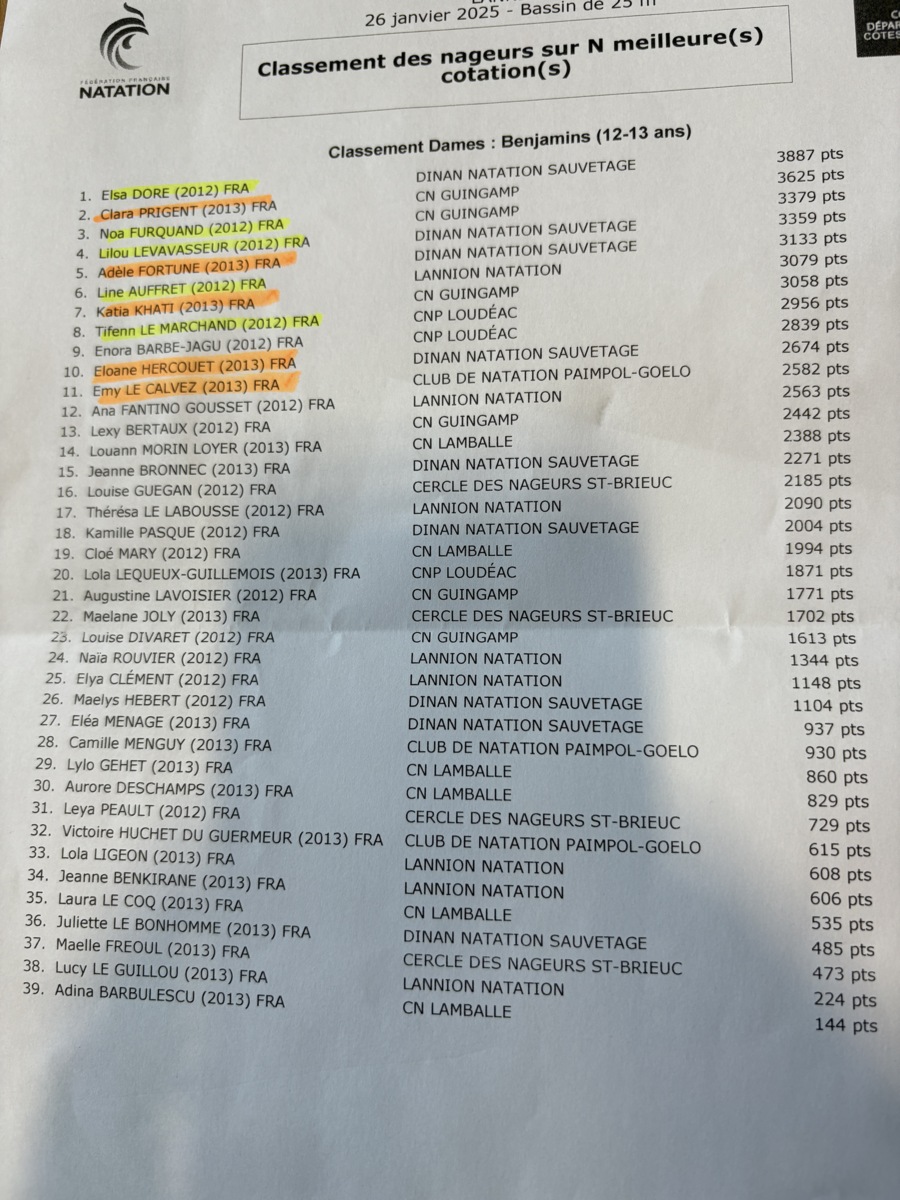 26 janvier 2025 - Bassin de 25 m
FÉDÉRATION FRANÇAISE
NATATION
DÉPAR
CÔTES
Classement des nageurs sur N meilleure(s)
cotation(s)
Classement Dames : Benjamins (12-13 ans)
1. Elsa DORE (2012) FRA DINAN NATATION SAUVETAGE 3887 pts
2. Clara PRIGENT (2013) FRA CN GUINGAMP 3625 pts
3. Noa FURQUAND (2012) FRA CN GUINGAMP 3379 pts
4. Lilou LEVAVASSEUR (2012) FRA DINAN NATATION SAUVETAGE 3359 pts
5. Adèle FORTUNE (2013) FRA DINAN NATATION SAUVETAGE 3133 pts
6. Line AUFFRET (2012) FRA LANNION NATATION 3079 pts
7. Katia KHATI (2013) FRA CN GUINGAMP 3058 pts
8. Tifenn LE MARCHAND (2012) FRA CNP LOUDÉAC 2956 pts
9. Enora BARBE-JAGU (2012) FRA CNP LOUDÉAC 2839 pts
10. Eloane HERCOUET (2013) FRA DINAN NATATION SAUVETAGE 2674 pts
11. Emy LE CALVEZ (2013) FRA CLUB DE NATATION PAIMPOL-GOELO 2582 pts
12. Ana FANTINO GOUSSET (2012) FRA LANNION NATATION 2563 pts
13. Lexy BERTAUX (2012) FRA CN GUINGAMP 2442 pts
14. Louann MORIN LOYER (2013) FRA CN LAMBALLE 2388 pts
15. Jeanne BRONNEC (2013) FRA DINAN NATATION SAUVETAGE 2271 pts
16. Louise GUEGAN (2012) FRA CERCLE DES NAGEURS ST-BRIEUC 2185 pts
17. Thérésa LE LABOUSSE (2012) FRA LANNION NATATION 2090 pts
18. Kamille PASQUE (2012) FRA DINAN NATATION SAUVETAGE 2004 pts
19. Cloé MARY (2012) FRA CN LAMBALLE 1994 pts
20. Lola LEQUEUX-GUILLEMOIS (2013) FRA CNP LOUDÉAC 1871 pts
21. Augustine LAVOISIER (2012) FRA CN GUINGAMP 1771 pts
22. Maelane JOLY (2013) FRA CERCLE DES NAGEURS ST-BRIEUC 1702 pts
23. Louise DIVARET (2012) FRA CN GUINGAMP 1613 pts
24. Naïa ROUVIER (2012) FRA LANNION NATATION 1344 pts
25. Elya CLÉMENT (2012) FRA LANNION NATATION 1148 pts
26. Maelys HEBERT (2012) FRA DINAN NATATION SAUVETAGE 1104 pts
27. Eléa MENAGE (2013) FRA DINAN NATATION SAUVETAGE 937 pts
28. Camille MENGUY (2013) FRA CLUB DE NATATION PAIMPOL-GOELO 930 pts
29. Lylo GEHET (2013) FRA CN LAMBALLE 860 pts
30. Aurore DESCHAMPS (2013) FRA CN LAMBALLE 829 pts
31. Leya PEAULT (2012) FRA CERCLE DES NAGEURS ST-BRIEUC 729 pts
32. Victoire HUCHET DU GUERMEUR (2013) FRA CLUB DE NATATION PAIMPOL-GOELO 615 pts
33. Lola LIGEON (2013) FRA LANNION NATATION 608 pts
34. Jeanne BENKIRANE (2013) FRA LANNION NATATION 606 pts
35. Laura LE COQ (2013) FRA CN LAMBALLE 535 pts
36. Juliette LE BONHOMME (2013) FRA DINAN NATATION SAUVETAGE 485 pts
37. Maelle FREOUL (2013) FRA CERCLE DES NAGEURS ST-BRIEUC 473 pts
38. Lucy LE GUILLOU (2013) FRA LANNION NATATION 224 pts
39. Adina BARBULESCU (2013) FRA CN LAMBALLE 144 pts